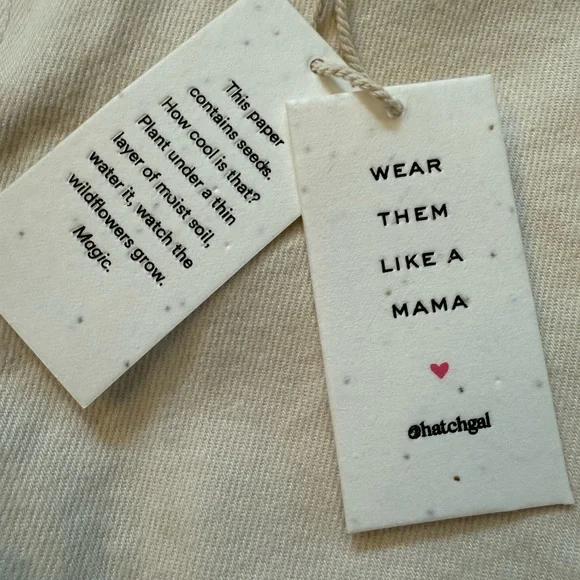 This paper
contains seeds.
How cool is that?
Plant under a thin
layer of moist soil,
water it, watch the
wildflowers grow.
Magic.
WEAR
THEM
LIKE A
MAMA
@hatchgal